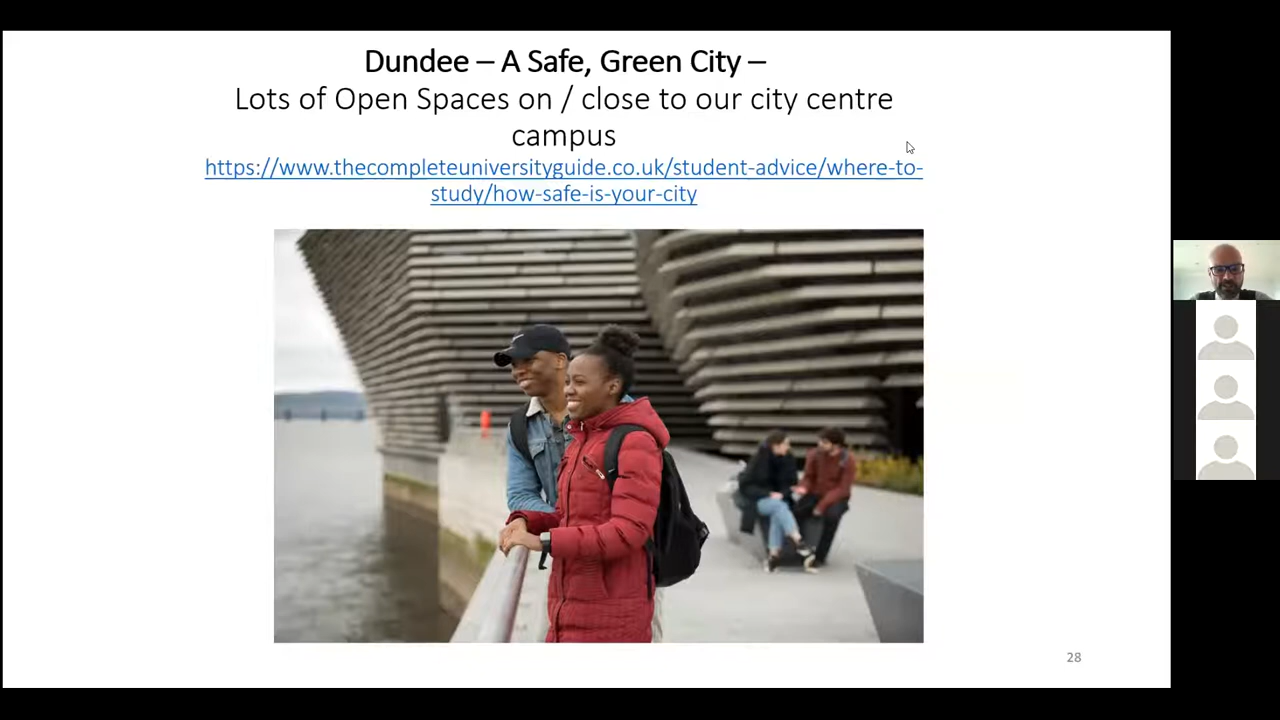 Dundee – A Safe, Green City –
Lots of Open Spaces on / close to our city centre
campus
https://www.thecompleteuniversityguide.co.uk/student-advice/where-to-
study/how-safe-is-your-city
28